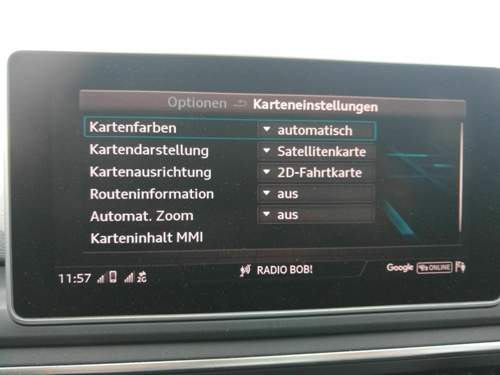 Optionen Karteneinstellungen
Kartenfarben automatisch
Kartendarstellung Satellitenkarte
Kartenausrichtung 2D-Fahrtkarte
Routeninformation aus
Automat. Zoom aus
Karteninhalt MMI
11:57 2G RADIO BOB! Google ONLINE